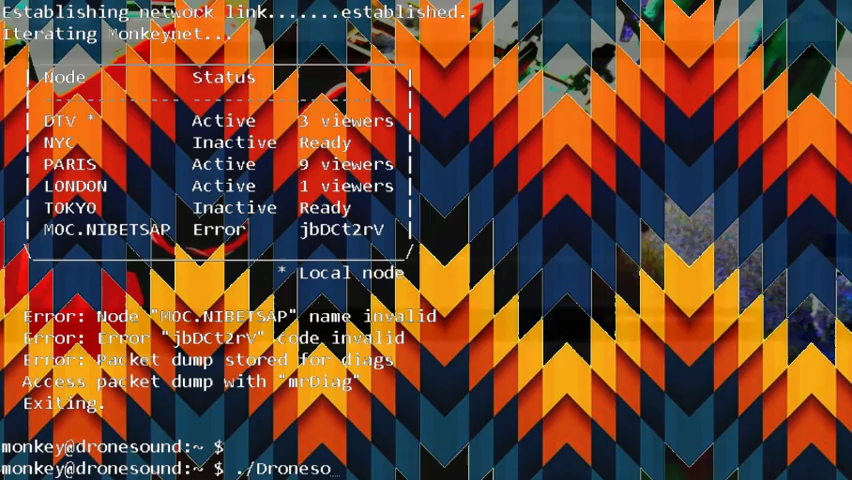 Establishing network link.......established.
Iterating Monkeynet...
Node Status
DTV * Active 3 viewers
NYC Inactive Ready
PARIS Active 9 viewers
LONDON Active 1 viewers
TOKYO Inactive Ready
MOC.NIBETSAP Error jbDCt2rV
* Local node
Error: Node "MOC.NIBETSAP" name invalid
Error: Error "jbDCt2rV" code invalid
Error: Packet dump stored for diags
Access packet dump with "mrDiag"
Exiting.
monkey@dronesound:~ $
monkey@dronesound:~ $ ./Droneso_